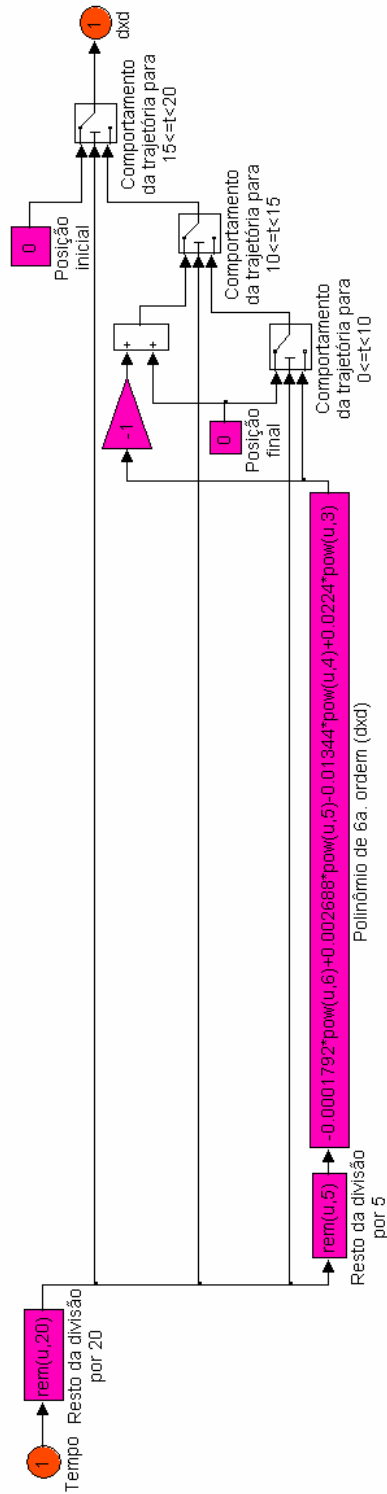 1
Tempo
rem(u,20)
Resto da divisão
por 20
rem(u,5)
Resto da divisão
por 5
-0.0001792*pow(u,6)+0.002688*pow(u,5)-0.01344*pow(u,4)+0.0224*pow(u,3)
Polinômio de 6a. ordem (dxd)
-1
0
Posição
final
+
+
0
Posição
inicial
Comportamento
da trajetória para
0<=t<10
Comportamento
da trajetória para
10<=t<15
Comportamento
da trajetória para
15<=t<20
1
dxd